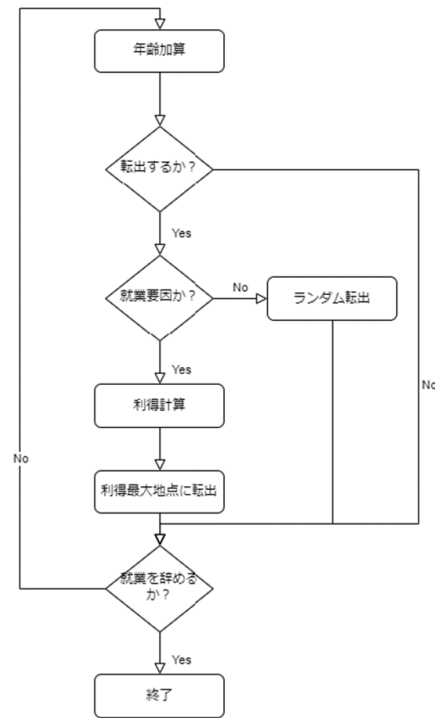 年齢加算
転出するか？
Yes
就業要因か？
No
ランダム転出
Yes
利得計算
No
No
利得最大地点に転出
就業を辞める
か？
Yes
終了